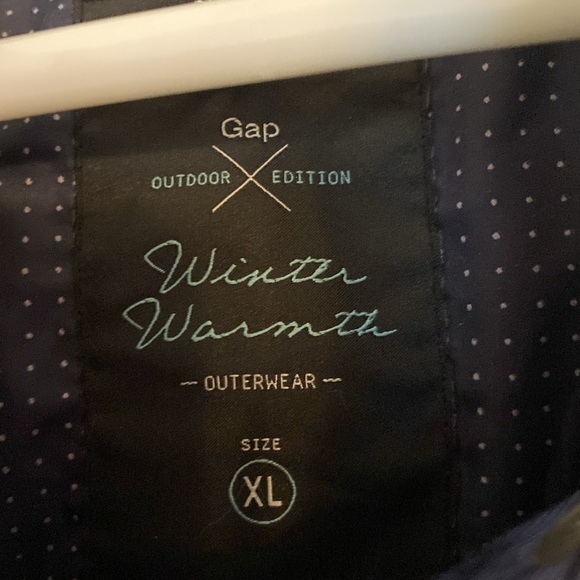 Gap
OUTDOOR EDITION
Winter
Warmth
OUTERWEAR
SIZE
XL